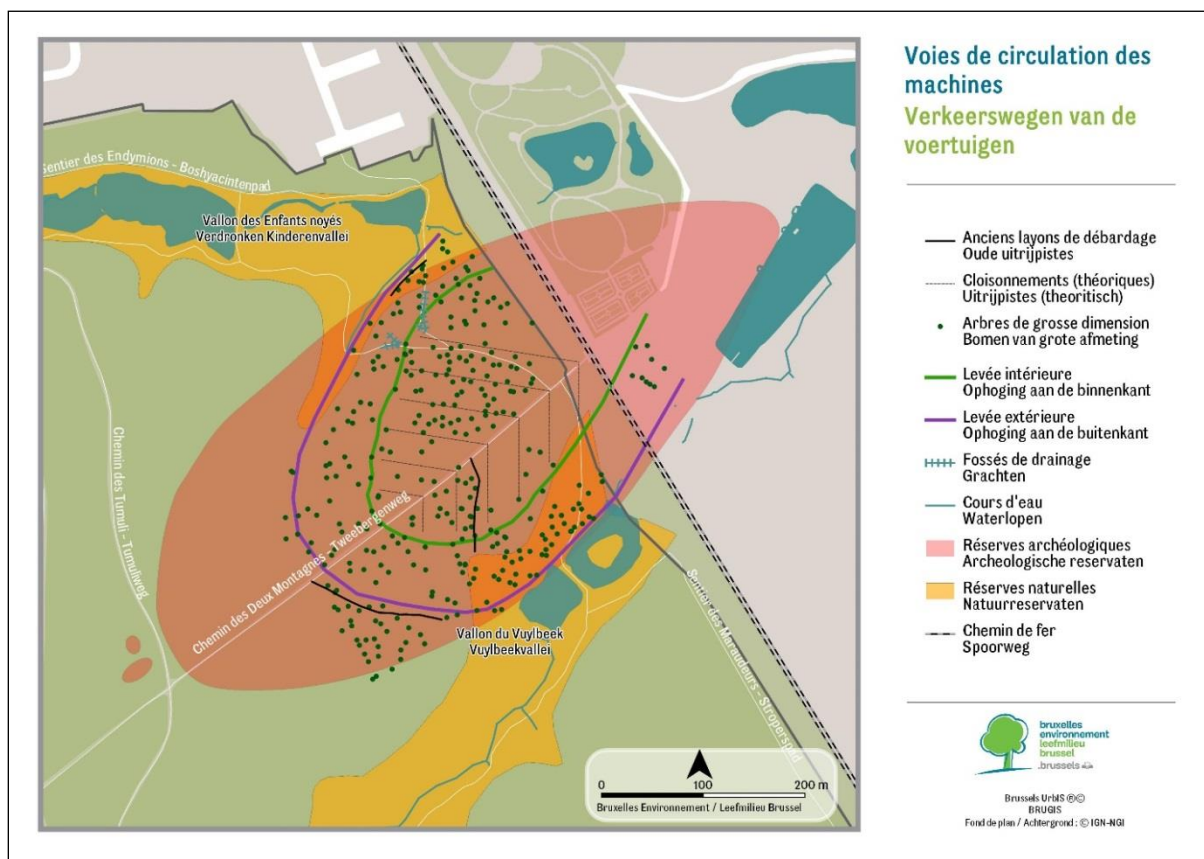 Voies de circulation des
machines
Verkeerswegen van de
voertuigen
Anciens layons de débardage
Oude uitrijpistes
Cloisonnements (théoriques)
Uitrijpistes (theoritisch)
Arbres de grosse dimension
Bomen van grote afmeting
Levée intérieure
Ophoging aan de binnenkant
Levée extérieure
Ophoging aan de buitenkant
Fossés de drainage
Grachten
Cours d'eau
Waterlopen
Réserves archéologiques
Archeologische reservaten
Réserves naturelles
Natuurreservaten
Chemin de fer
Spoorweg
bruxelles
environnement
leefmilieu
brussel
.brussels
Brussels UrbIS ®©
BRUGIS
Fond de plan / Achtergrond : © IGN-NGI
Sentier des Endymions - Boshyacintenpad
Vallon des Enfants noyés
Verdronken Kinderenvallei
Chemin des Tumuli - Tumuliweg
Chemin des Deux Montagnes - Tweebergenweg
Vallon du Vuylbeek
Vuylbeekvallei
Sentier des Maraudeurs - Stroperspad
0 100 200 m
Bruxelles Environnement / Leefmilieu Brussel